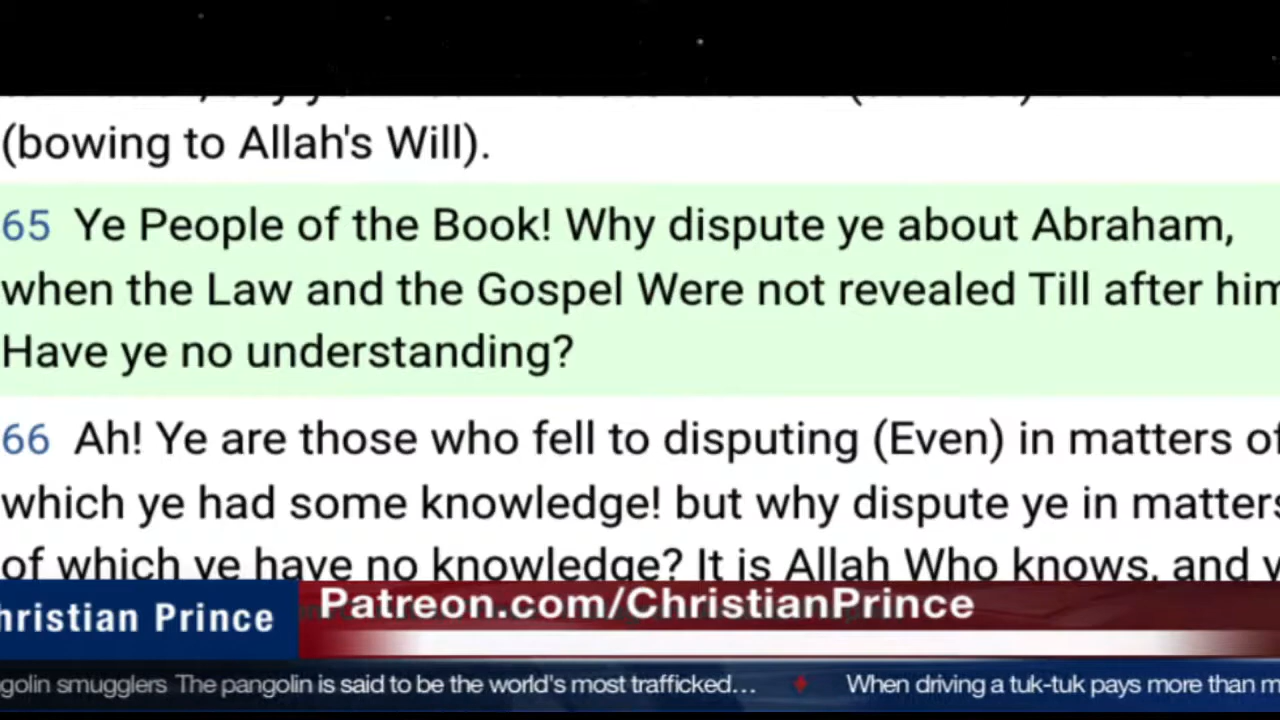 (bowing to Allah's Will).
65 Ye People of the Book! Why dispute ye about Abraham,
when the Law and the Gospel Were not revealed Till after him
Have ye no understanding?
66 Ah! Ye are those who fell to disputing (Even) in matters of
which ye had some knowledge! but why dispute ye in matters
of which ye have no knowledge? It is Allah Who knows, and
hristian Prince
Patreon.com/ChristianPrince
golin smugglers The pangolin is said to be the world's most trafficked... When driving a tuk-tuk pays more than